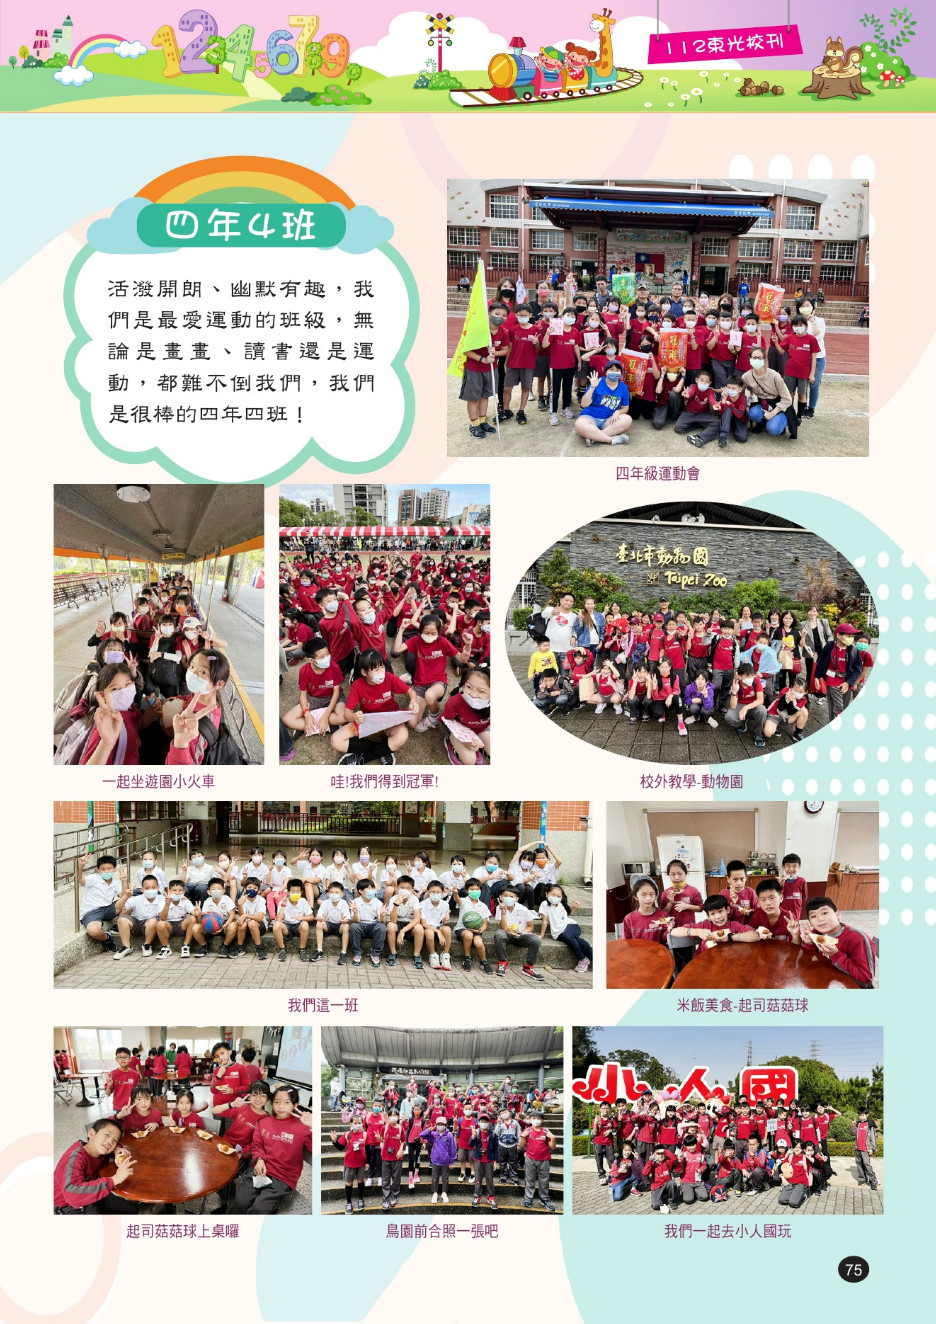 112東光校刊
四年4班
活潑開朗、幽默有趣，我
們是最愛運動的班級，無
論是畫畫、讀書還是運
動，都難不倒我們，我們
是很棒的四年四班！
四年級運動會
臺北市動物園
Taipei Zoo
一起坐遊園小火車
哇!我們得到冠軍!
校外教學-動物園
我們這一班
米飯美食-起司菇菇球
小人國
起司菇菇球上桌囉
鳥園前合照一張吧
我們一起去小人國玩
75